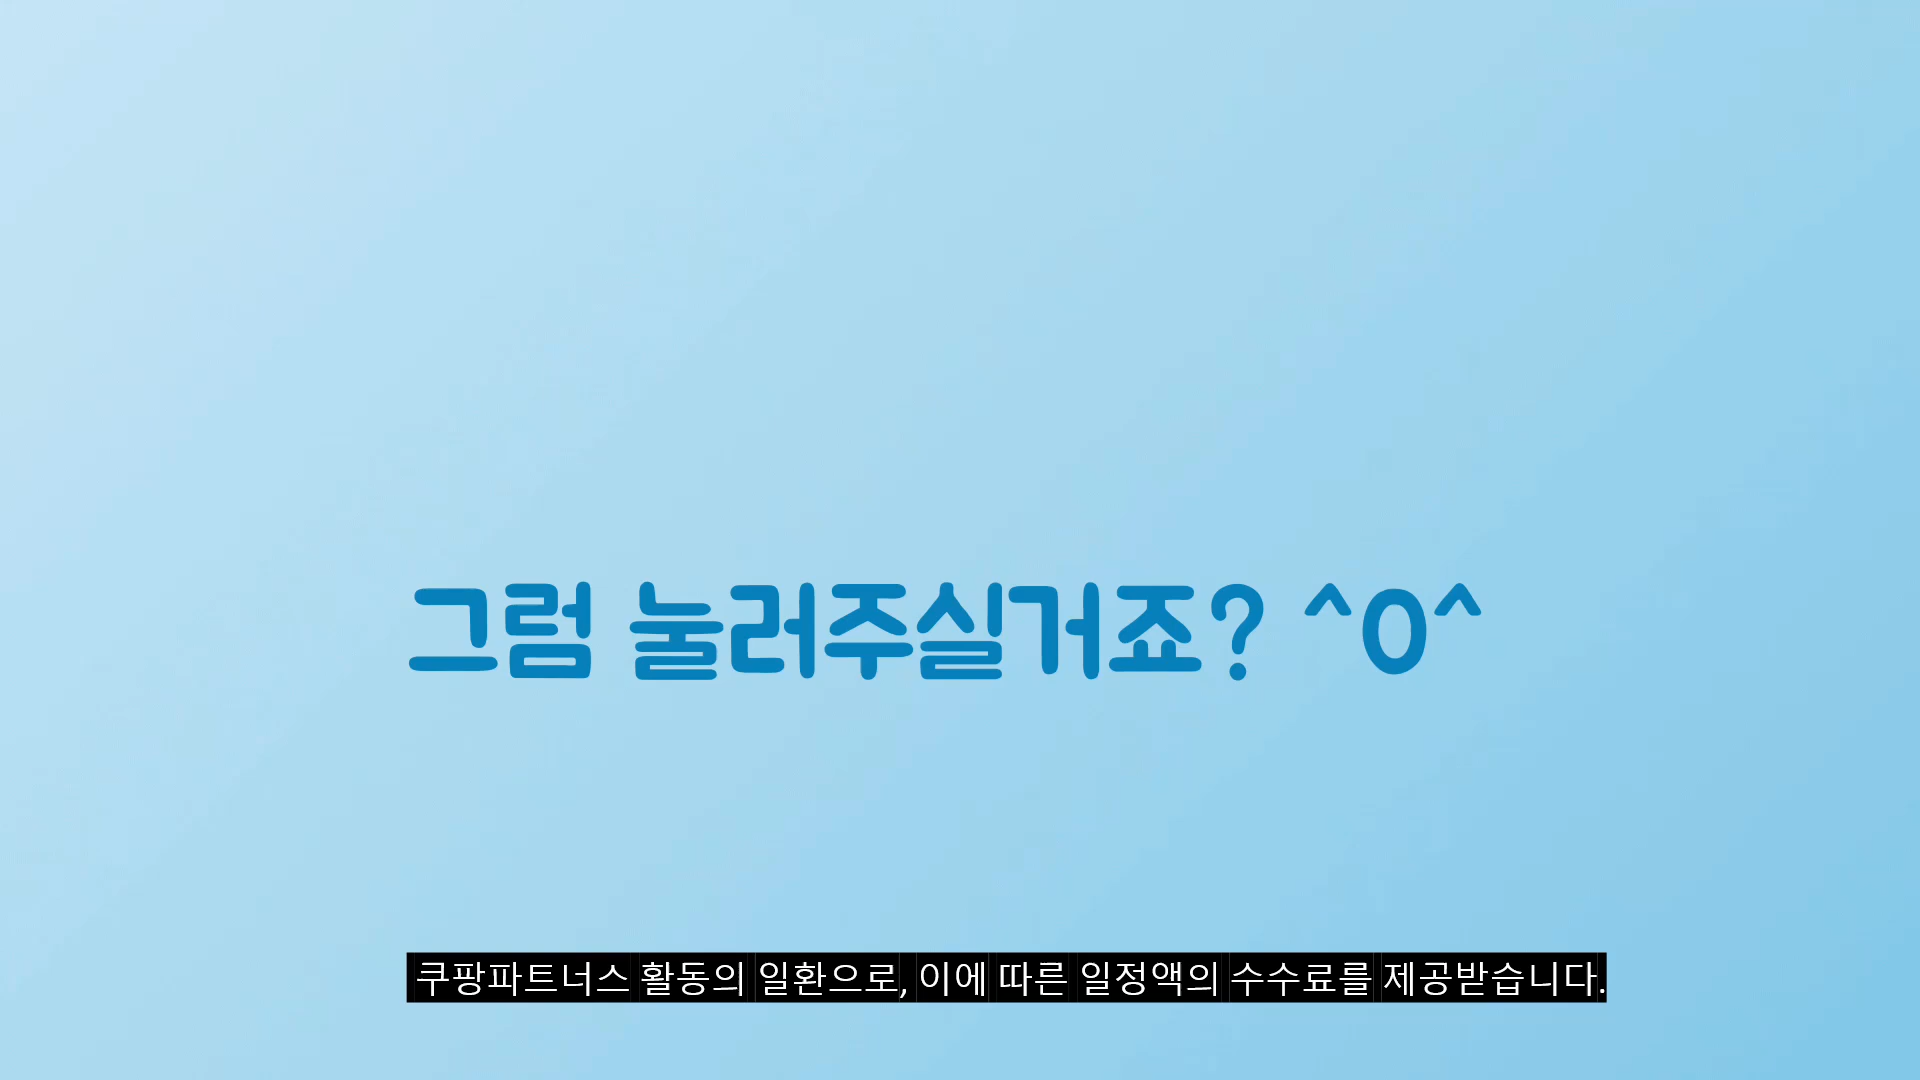 그럼 눌러주실거죠? ^0^
쿠팡파트너스 활동의 일환으로, 이에 따른 일정액의 수수료를 제공받습니다.